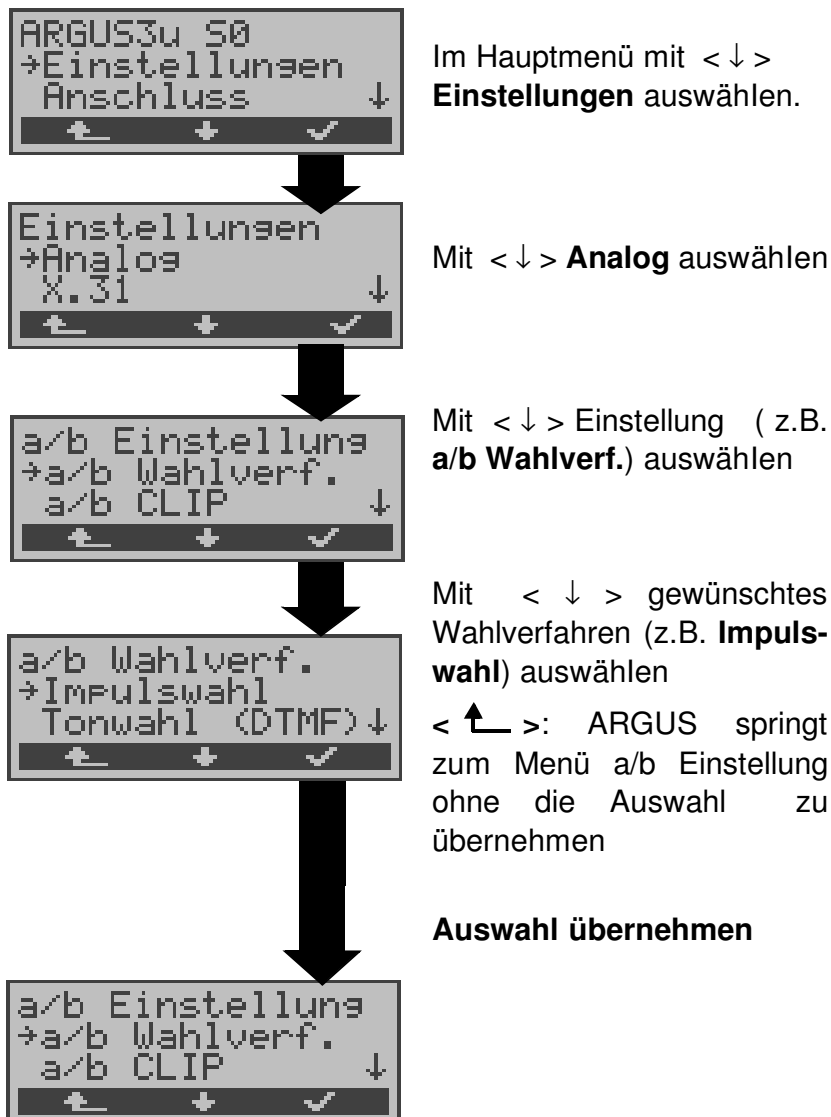 ARGUS3u S0
→Einstellungen
Anschluss ↓
Im Hauptmenü mit < ↓ >
Einstellungen auswählen.
Einstellungen
→Analog
X.31 ↓
Mit < ↓ > Analog auswählen
a/b Einstellung
→a/b Wahlverf.
a/b CLIP ↓
Mit < ↓ > Einstellung ( z.B.
a/b Wahlverf.) auswählen
a/b Wahlverf.
→Impulswahl
Tonwahl (DTMF)↓
Mit < ↓ > gewünschtes
Wahlverfahren (z.B. Impuls-
wahl) auswählen
< >: ARGUS springt
zum Menü a/b Einstellung
ohne die Auswahl zu
übernehmen
Auswahl übernehmen
a/b Einstellung
→a/b Wahlverf.
a/b CLIP ↓